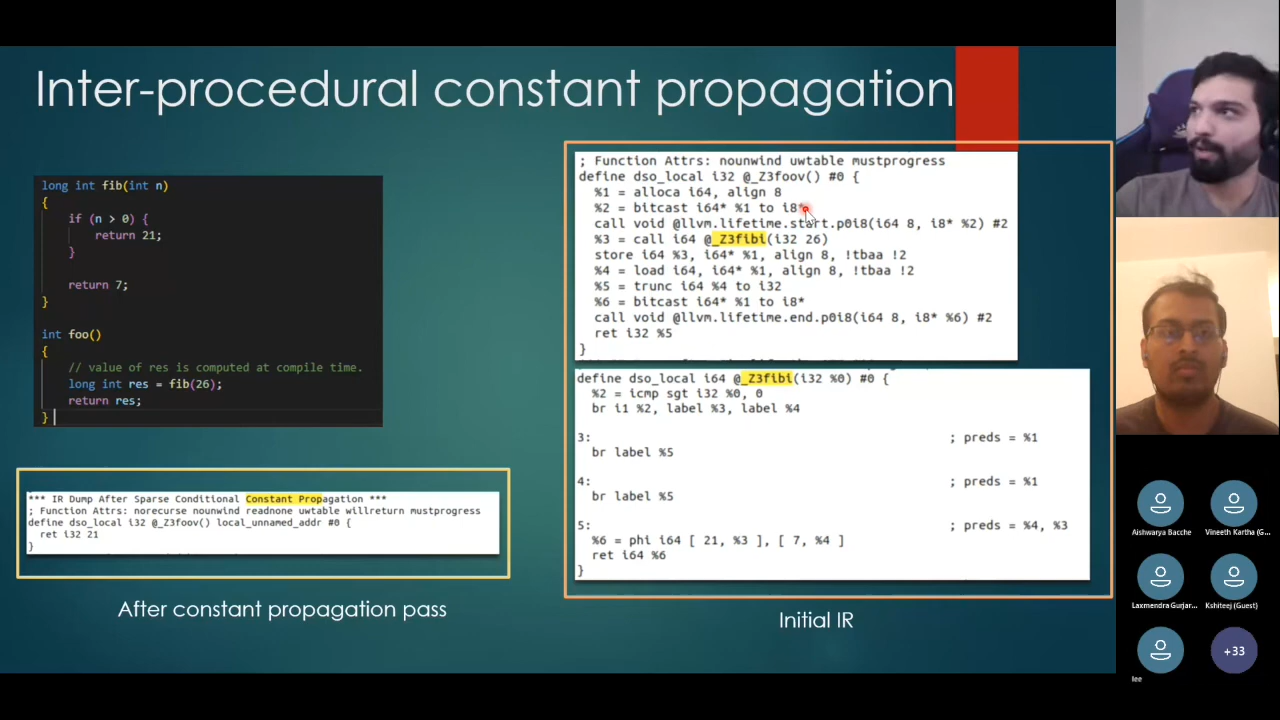 Inter-procedural constant propagation
long int fib(int n)
{
if (n > 0) {
return 21;
}
return 7;
}
int foo()
{
// value of res is computed at compile time.
long int res = fib(26);
return res;
}
*** IR Dump After Sparse Conditional Constant Propagation ***
; Function Attrs: norecurse nounwind readnone uwtable willreturn mustprogress
define dso_local i32 @_Z3foov() local_unnamed_addr #0 {
ret i32 21
}
After constant propagation pass
; Function Attrs: nounwind uwtable mustprogress
define dso_local i32 @_Z3foov() #0 {
%1 = alloca i64, align 8
%2 = bitcast i64* %1 to i8*
call void @llvm.lifetime.start.p0i8(i64 8, i8* %2) #2
%3 = call i64 @_Z3fibi(i32 26)
store i64 %3, i64* %1, align 8, !tbaa !2
%4 = load i64, i64* %1, align 8, !tbaa !2
%5 = trunc i64 %4 to i32
%6 = bitcast i64* %1 to i8*
call void @llvm.lifetime.end.p0i8(i64 8, i8* %6) #2
ret i32 %5
}
define dso_local i64 @_Z3fibi(i32 %0) #0 {
%2 = icmp sgt i32 %0, 0
br i1 %2, label %3, label %4
3: ; preds = %1
br label %5
4: ; preds = %1
br label %5
5: ; preds = %4, %3
%6 = phi i64 [ 21, %3 ], [ 7, %4 ]
ret i64 %6
}
Initial IR
Aishwarya Bacche
Vineeth Kartha (G...
Laxmendra Gurjar...
Kshiteej (Guest)
lee
+33